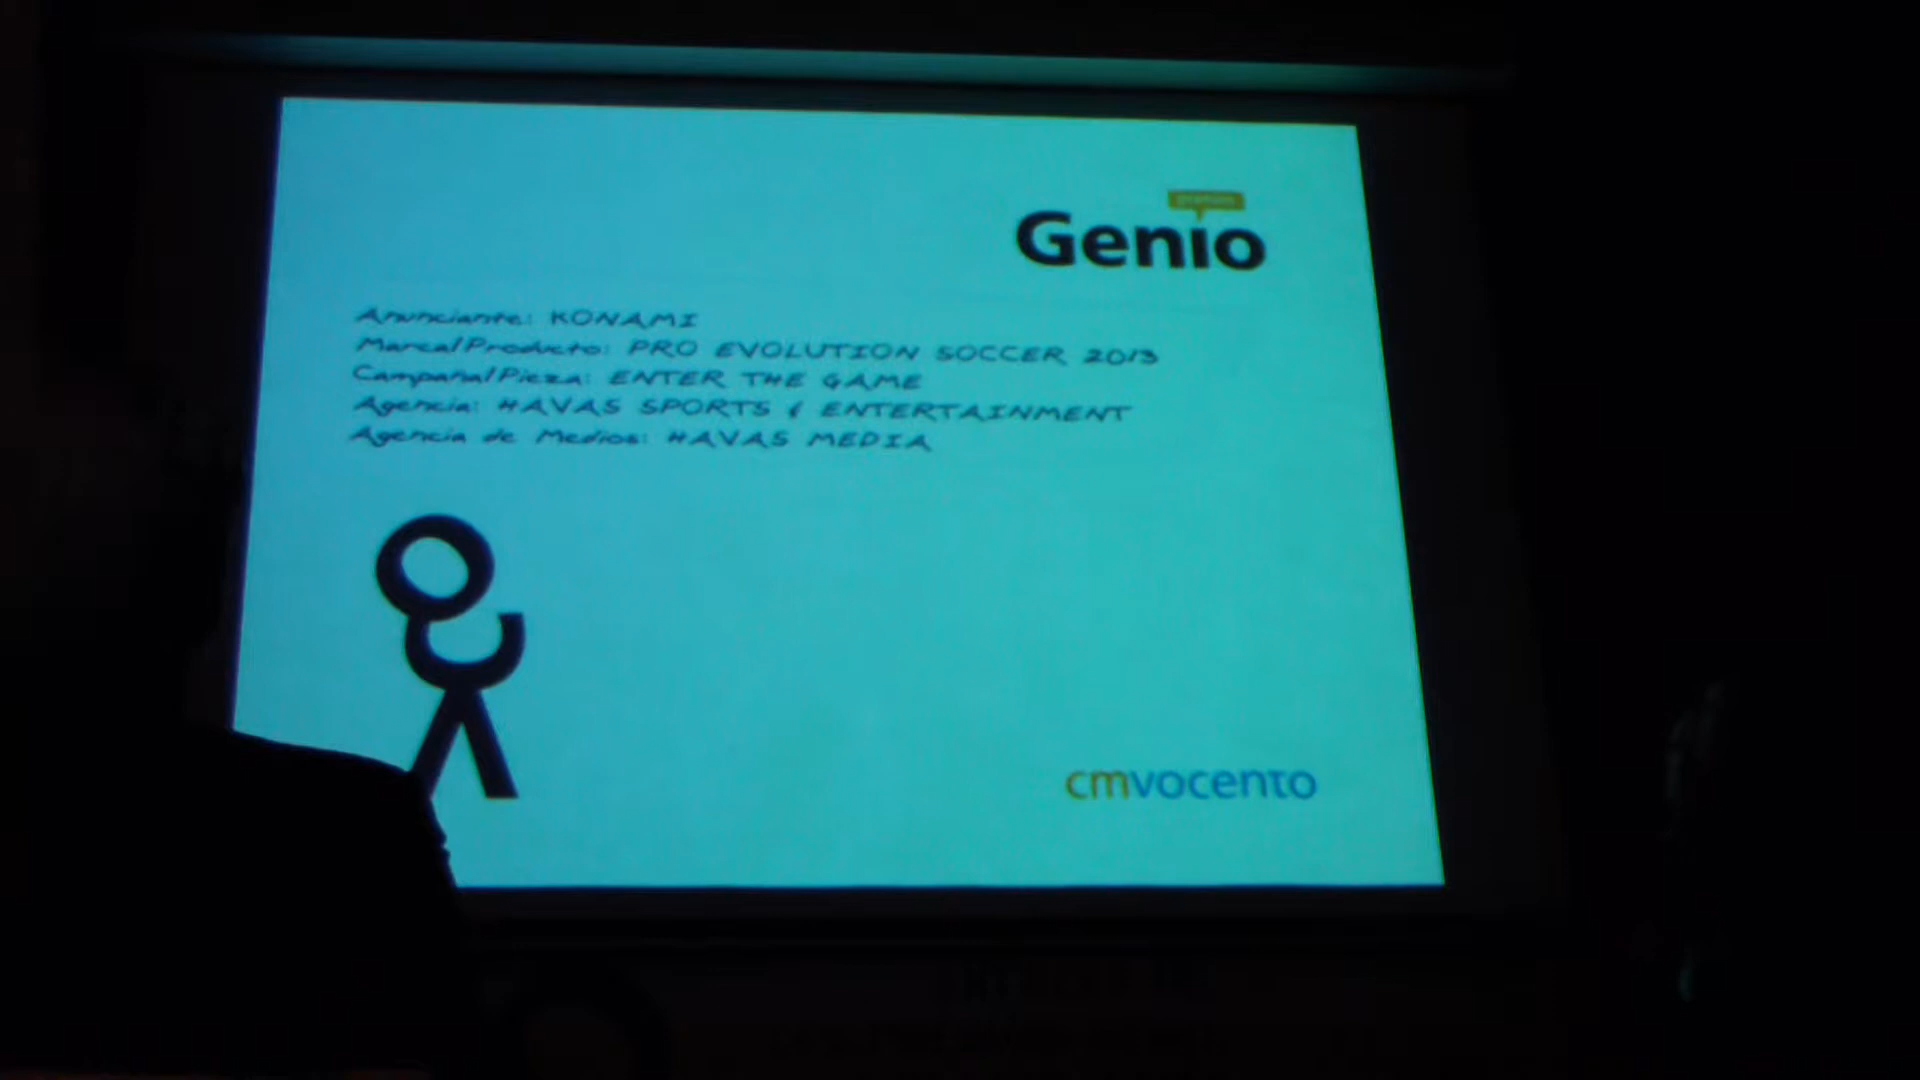 premios
Genio
Anunciante: KONAMI
Marca/Producto: PRO EVOLUTION SOCCER 2013
Campaña/Pieza: ENTER THE GAME
Agencia: HAVAS SPORTS & ENTERTAINMENT
Agencia de Medios: HAVAS MEDIA
cmvocento